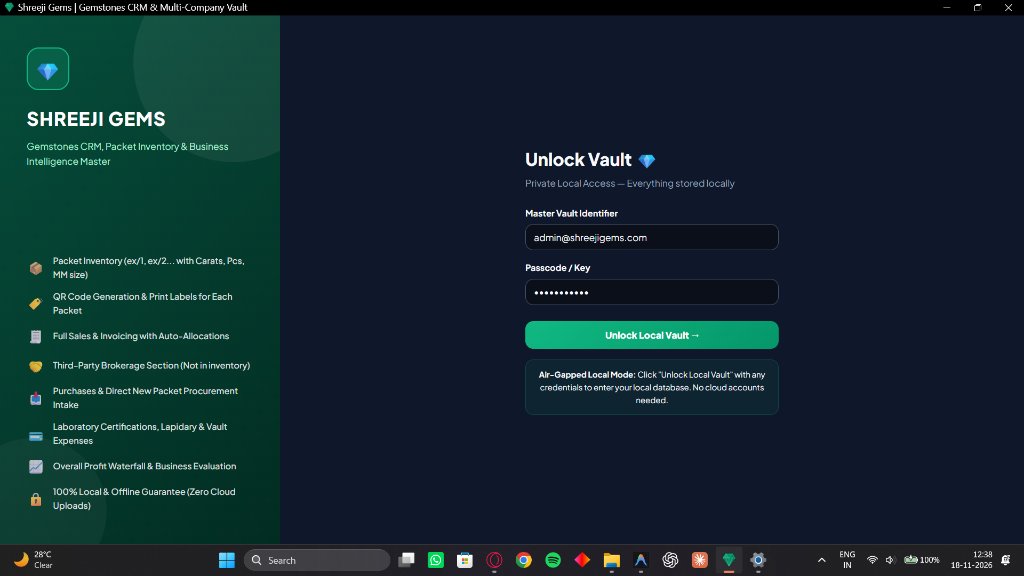 Shreeji Gems | Gemstones CRM & Multi-Company Vault
SHREEJI GEMS
Gemstones CRM, Packet Inventory & Business
Intelligence Master
Packet Inventory (ex/1, ex/2... with Carats, Pcs,
MM size)
QR Code Generation & Print Labels for Each
Packet
Full Sales & Invoicing with Auto-Allocations
Third-Party Brokerage Section (Not in inventory)
Purchases & Direct New Packet Procurement
Intake
Laboratory Certifications, Lapidary & Vault
Expenses
Overall Profit Waterfall & Business Evaluation
100% Local & Offline Guarantee (Zero Cloud
Uploads)
Unlock Vault
Private Local Access — Everything stored locally
Master Vault Identifier
admin@shreejigems.com
Passcode / Key
•••••••••••
Unlock Local Vault →
Air-Gapped Local Mode: Click "Unlock Local Vault" with any
credentials to enter your local database. No cloud accounts
needed.
28°C
Clear
Search
ENG
IN
100%
12:38
18-11-2026